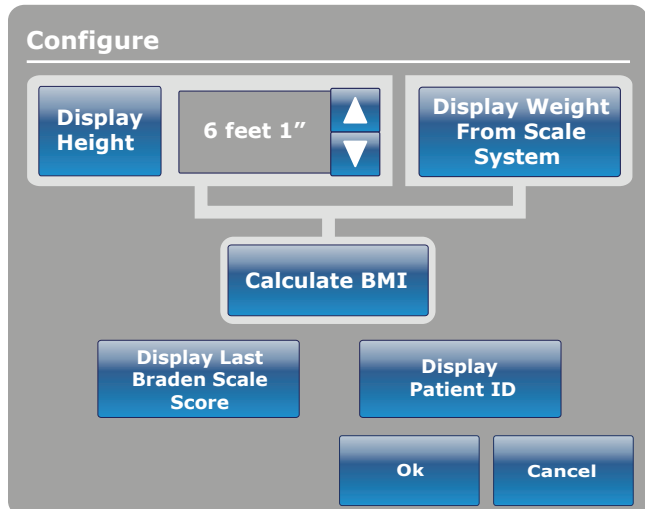 Configure
Display
Height
6 feet 1”
Display Weight
From Scale
System
Calculate BMI
Display Last
Braden Scale
Score
Display
Patient ID
Ok
Cancel